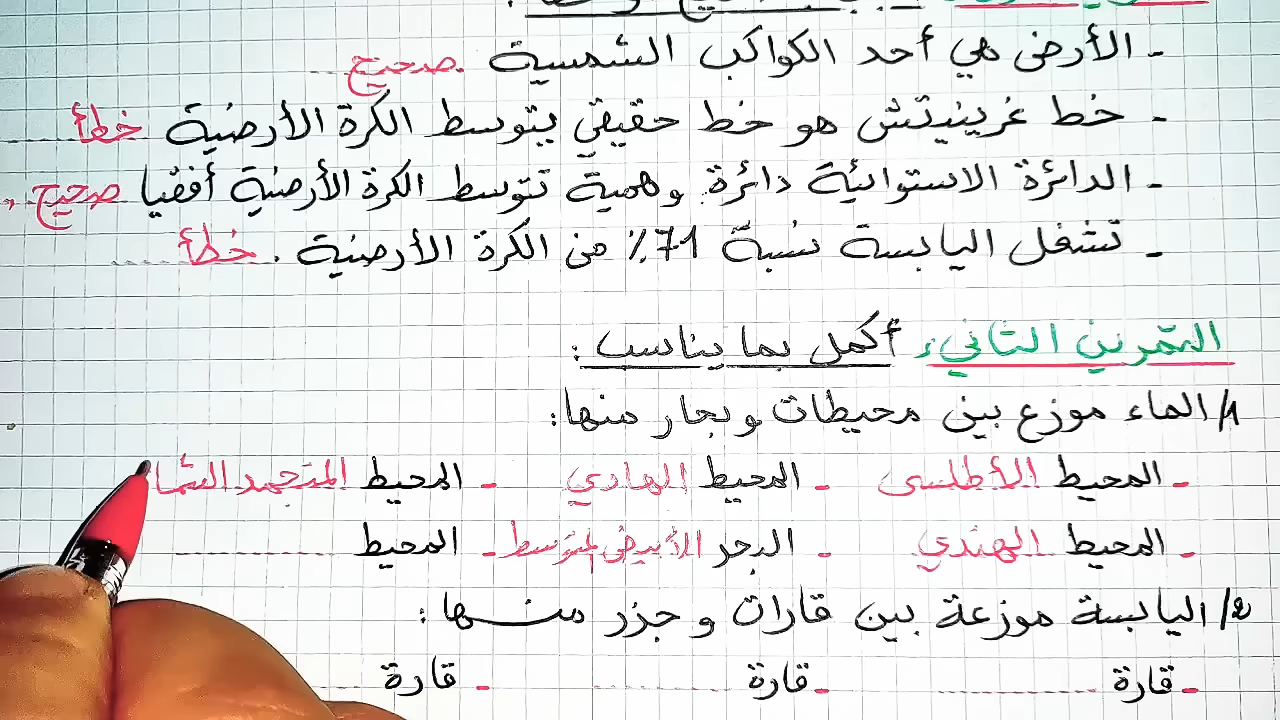 - الأرض هي أحد الكواكب الشمسية. صحيح
- خط غرينيتش هو خط حقيقي يتوسط الكرة الأرضية خطأ
- الدائرة الاستوائية دائرة وهمية تتوسط الكرة الأرضية أفقيا صحيح.
- تشغل اليابسة نسبة 71٪ من الكرة الأرضية. خطأ
التمرين الثاني: أكمل بما يناسب:
1/ الماء موزع بين محيطات وبحار منها:
- المحيط الأطلسي - المحيط الهادي - المحيط المتجمد الشما
- المحيط الهندي - البحر الأبيض المتوسط - المحيط ............
2/ اليابسة موزعة بين قارات و جزر منها:
- قارة ............ - قارة ............ - قارة ............